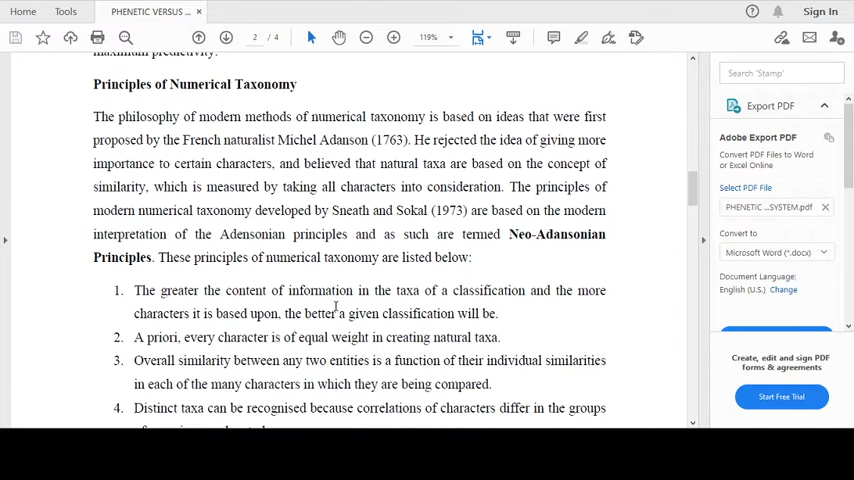 Home
Tools
PHENETIC VERSUS ...
×
Sign In
2 / 4
119%
maximum predictivity.
Principles of Numerical Taxonomy
The philosophy of modern methods of numerical taxonomy is based on ideas that were first
proposed by the French naturalist Michel Adanson (1763). He rejected the idea of giving more
importance to certain characters, and believed that natural taxa are based on the concept of
similarity, which is measured by taking all characters into consideration. The principles of
modern numerical taxonomy developed by Sneath and Sokal (1973) are based on the modern
interpretation of the Adensonian principles and as such are termed Neo-Adansonian
Principles. These principles of numerical taxonomy are listed below:
1. The greater the content of information in the taxa of a classification and the more
characters it is based upon, the better a given classification will be.
2. A priori, every character is of equal weight in creating natural taxa.
3. Overall similarity between any two entities is a function of their individual similarities
in each of the many characters in which they are being compared.
4. Distinct taxa can be recognised because correlations of characters differ in the groups
Search 'Stamp'
Export PDF
Adobe Export PDF
Convert PDF Files to Word
or Excel Online
Select PDF File
PHENETIC ...SYSTEM.pdf
Convert to
Microsoft Word (*.docx)
Document Language:
English (U.S.) Change
Create, edit and sign PDF
forms & agreements
Start Free Trial